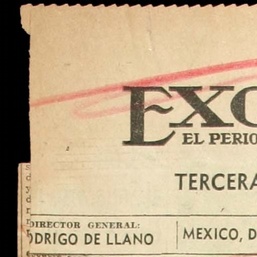 EXC
EL PERIO
TERCERA
DIRECTOR GENERAL:
ODRIGO DE LLANO
MEXICO, D